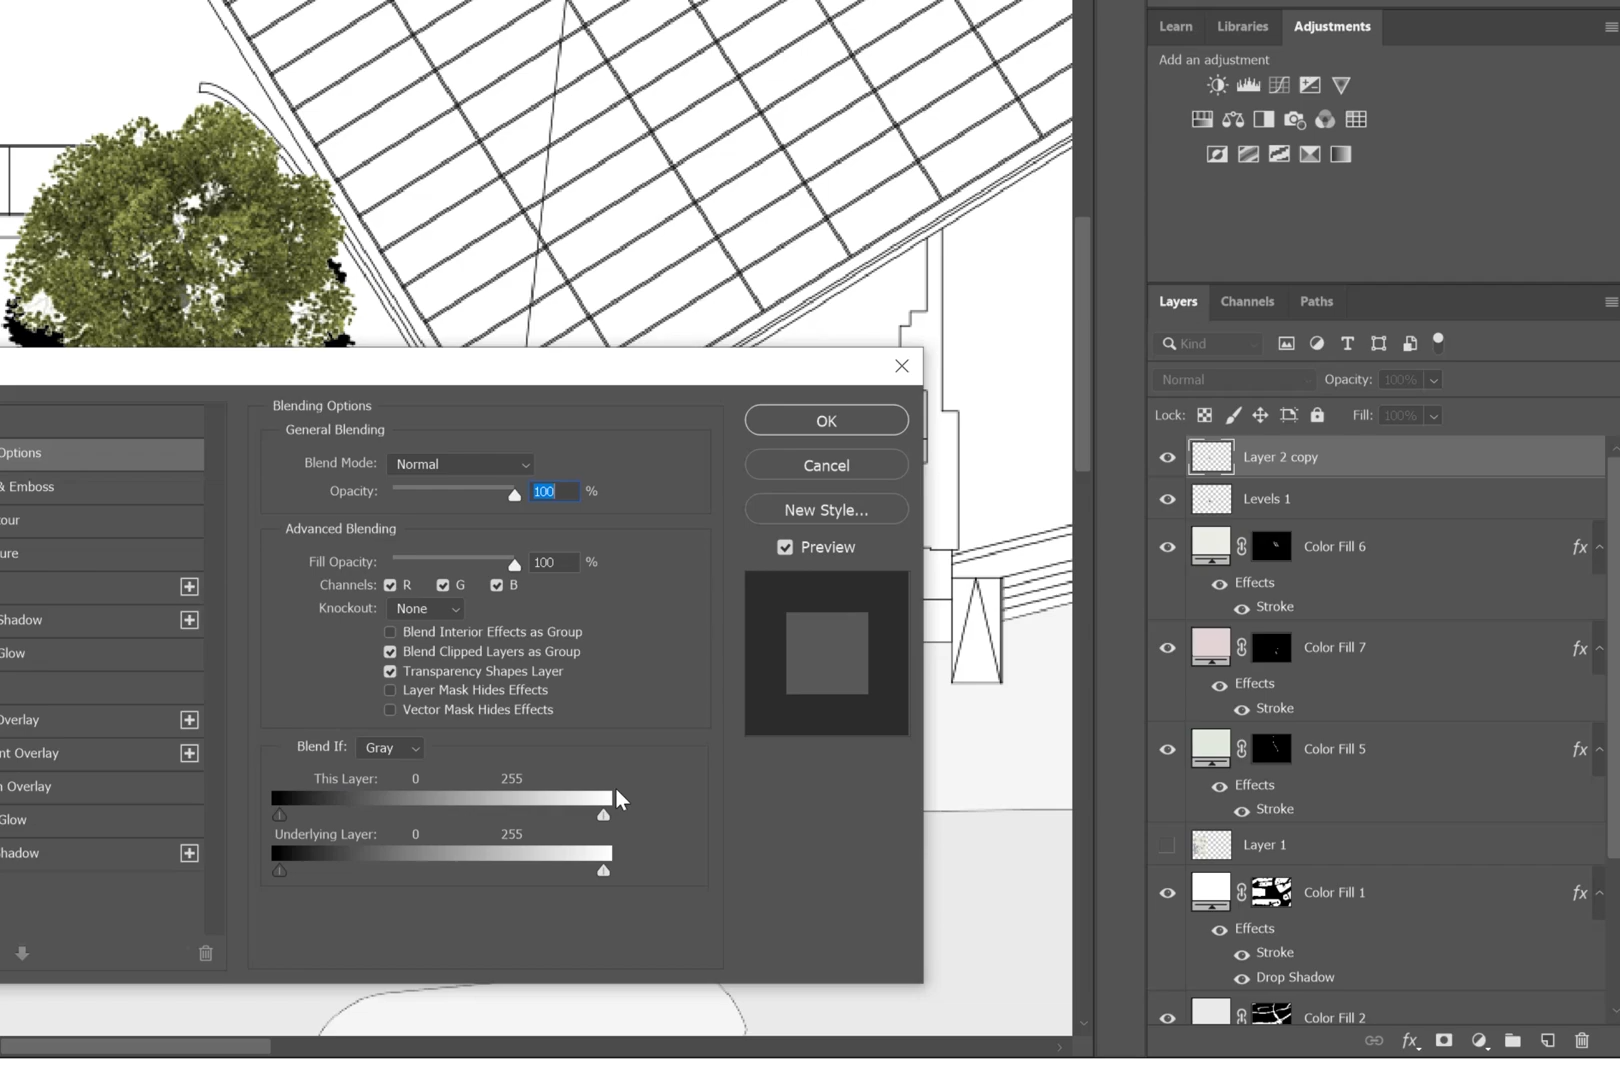 Learn Libraries Adjustments
Add an adjustment
Layers Channels Paths
Kind
Normal Opacity: 100%
Lock: Fill: 100%
Layer 2 copy
Levels 1
Color Fill 6 fx
Effects
Stroke
Color Fill 7 fx
Effects
Stroke
Color Fill 5 fx
Effects
Stroke
Layer 1
Color Fill 1 fx
Effects
Stroke
Drop Shadow
Color Fill 2
fx
Options
& Emboss
our
ure
Shadow
Glow
Overlay
nt Overlay
n Overlay
Glow
hadow
Blending Options
General Blending
Blend Mode: Normal
Opacity: 100 %
Advanced Blending
Fill Opacity: 100 %
Channels: R G B
Knockout: None
Blend Interior Effects as Group
Blend Clipped Layers as Group
Transparency Shapes Layer
Layer Mask Hides Effects
Vector Mask Hides Effects
Blend If: Gray
This Layer: 0 255
Underlying Layer: 0 255
OK
Cancel
New Style...
Preview